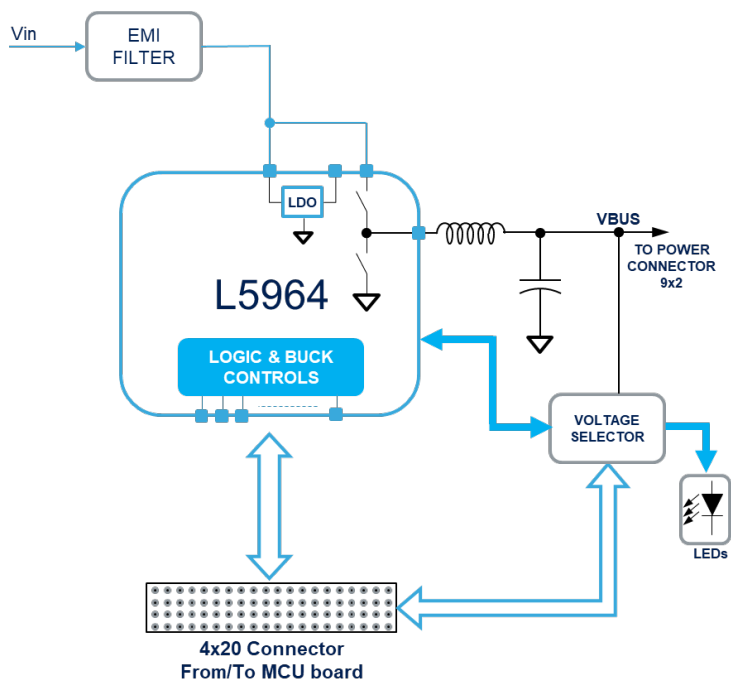 Vin
EMI
FILTER
LDO
VBUS
TO POWER
CONNECTOR
9x2
L5964
LOGIC & BUCK
CONTROLS
VOLTAGE
SELECTOR
LEDs
4x20 Connector
From/To MCU board